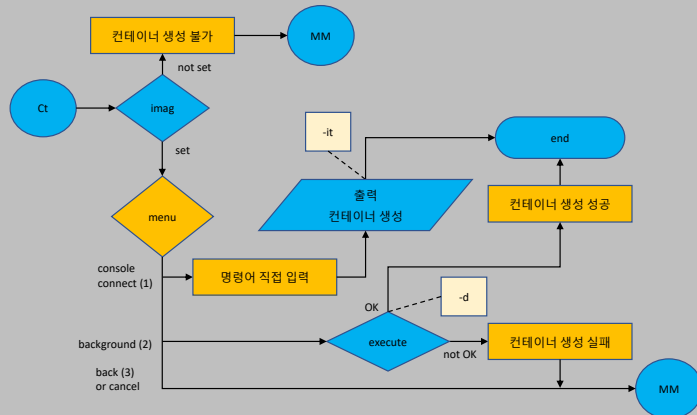 컨테이너 생성 불가
MM
not set
Ct
imag
set
-it
end
menu
출력
컨테이너 생성
컨테이너 생성 성공
console
connect (1)
명령어 직접 입력
-d
OK
background (2)
execute
not OK
컨테이너 생성 실패
back (3)
or cancel
MM